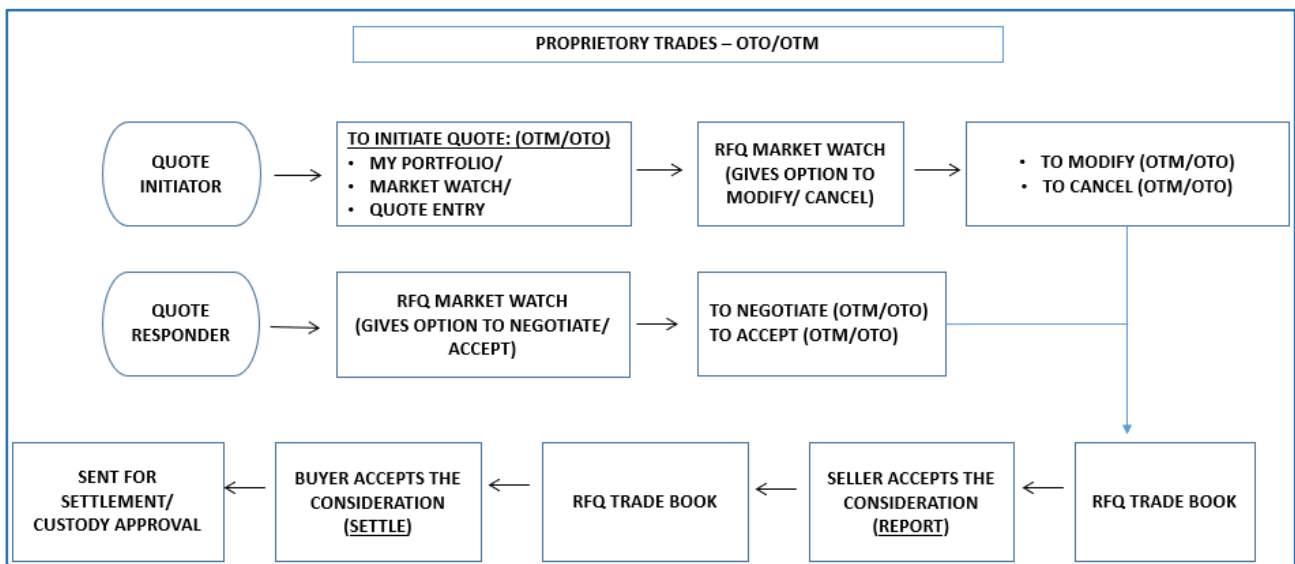 PROPRIETORY TRADES – OTO/OTM
QUOTE
INITIATOR
TO INITIATE QUOTE: (OTM/OTO)
• MY PORTFOLIO/
• MARKET WATCH/
• QUOTE ENTRY
RFQ MARKET WATCH
(GIVES OPTION TO
MODIFY/ CANCEL)
• TO MODIFY (OTM/OTO)
• TO CANCEL (OTM/OTO)
QUOTE
RESPONDER
RFQ MARKET WATCH
(GIVES OPTION TO NEGOTIATE/
ACCEPT)
TO NEGOTIATE (OTM/OTO)
TO ACCEPT (OTM/OTO)
SENT FOR
SETTLEMENT/
CUSTODY APPROVAL
BUYER ACCEPTS THE
CONSIDERATION
(SETTLE)
RFQ TRADE BOOK
SELLER ACCEPTS THE
CONSIDERATION
(REPORT)
RFQ TRADE BOOK